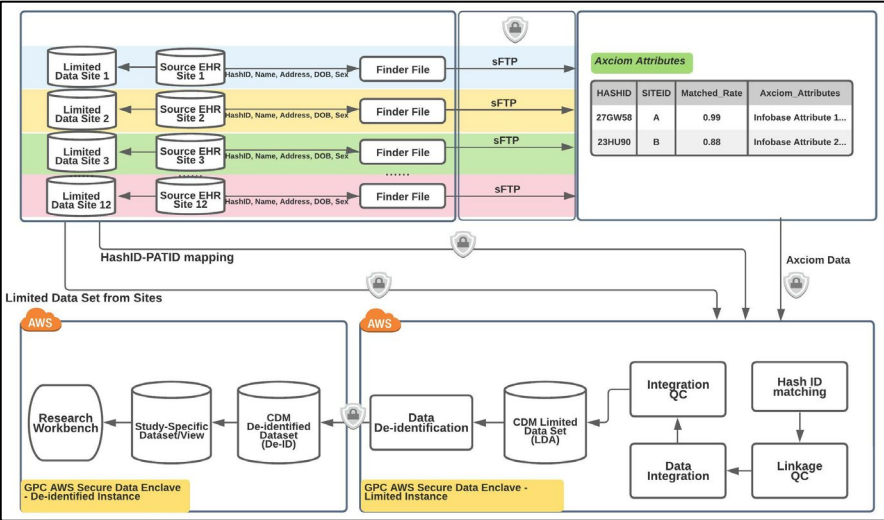 Limited
Data Site 1
Source EHR
Site 1
HashID, Name, Address, DOB, Sex
Finder File
sFTP
Limited
Data Site 2
Source EHR
Site 2
HashID, Name, Address, DOB, Sex
Finder File
sFTP
Limited
Data Site 3
Source EHR
Site 3
HashID, Name, Address, DOB, Sex
Finder File
sFTP
......
......
......
Limited
Data Site 12
Source EHR
Site 12
HashID, Name, Address, DOB, Sex
Finder File
sFTP
Axciom Attributes
HASHID SITEID Matched_Rate Axciom_Attributes
27GW58 A 0.99 Infobase Attribute 1...
23HU90 B 0.88 Infobase Attribute 2...
HashID-PATID mapping
Axciom Data
Limited Data Set from Sites
AWS
Research
Workbench
Study-Specific
Dataset/View
CDM
De-identified
Dataset
(De-ID)
GPC AWS Secure Data Enclave
- De-identified Instance
AWS
Data
De-identification
CDM Limited
Data Set
(LDA)
Integration
QC
Hash ID
matching
Data
Integration
Linkage
QC
GPC AWS Secure Data Enclave -
Limited Instance